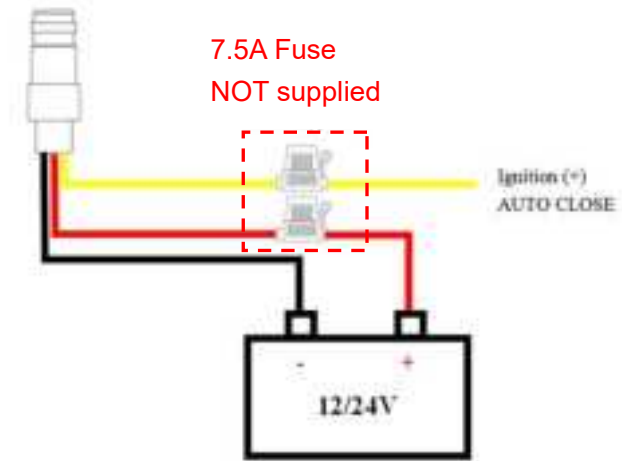 7.5A Fuse
NOT supplied
Ignition (+)
AUTO CLOSE
- +
12/24V